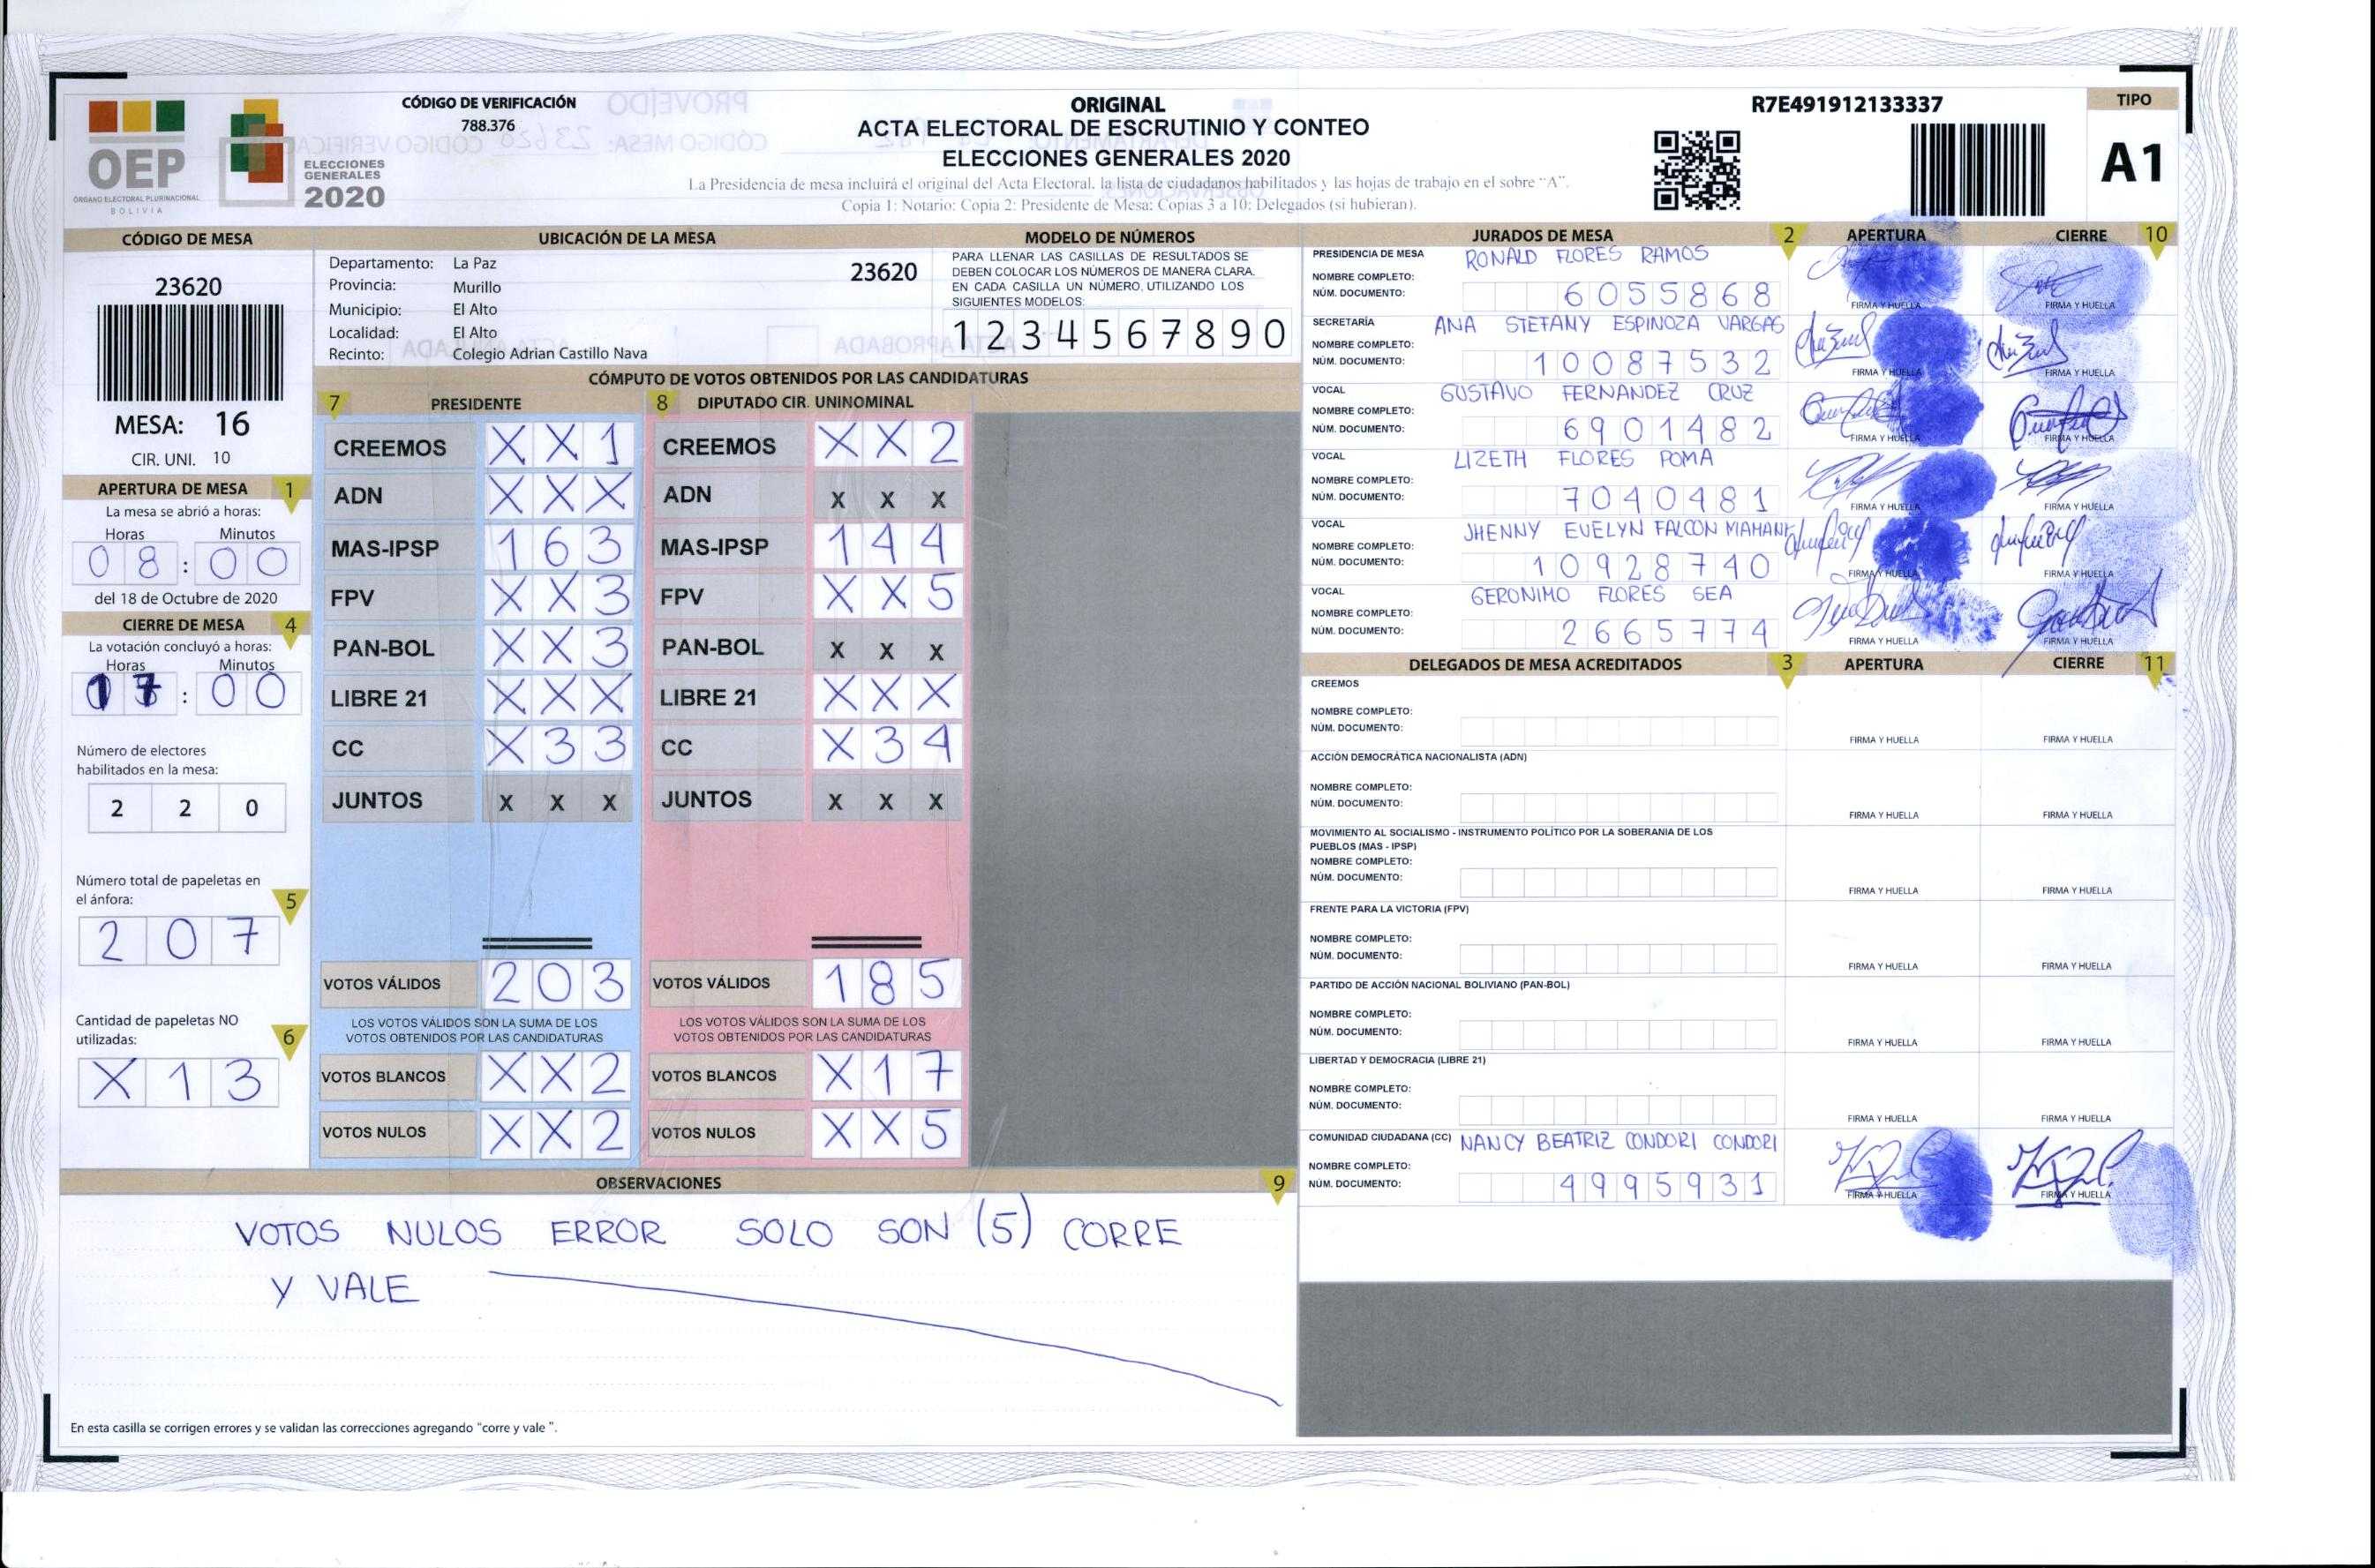 CÓDIGO DE VERIFICACIÓN
788.376
OEP
ÓRGANO ELECTORAL PLURINACIONAL
BOLIVIA
ELECCIONES
GENERALES
2020
ORIGINAL
ACTA ELECTORAL DE ESCRUTINIO Y CONTEO
ELECCIONES GENERALES 2020
La Presidencia de mesa incluirá el original del Acta Electoral, la lista de ciudadanos habilitados y las hojas de trabajo en el sobre "A".
Copia 1: Notario: Copia 2: Presidente de Mesa: Copias 3 a 10: Delegados (si hubieran).
R7E491912133337
TIPO
A1
CÓDIGO DE MESA
23620
MESA: 16
CIR. UNI. 10
UBICACIÓN DE LA MESA
Departamento: La Paz
Provincia: Murillo
Municipio: El Alto
Localidad: El Alto
Recinto: Colegio Adrian Castillo Nava
23620
MODELO DE NÚMEROS
PARA LLENAR LAS CASILLAS DE RESULTADOS SE
DEBEN COLOCAR LOS NÚMEROS DE MANERA CLARA.
EN CADA CASILLA UN NÚMERO, UTILIZANDO LOS
SIGUIENTES MODELOS:
1 2 3 4 5 6 7 8 9 0
APERTURA DE MESA 1
La mesa se abrió a horas:
Horas Minutos
0 8 : 0 0
del 18 de Octubre de 2020
CIERRE DE MESA 4
La votación concluyó a horas:
Horas Minutos
1 7 : 0 0
Número de electores
habilitados en la mesa:
2 2 0
Número total de papeletas en
el ánfora: 5
2 0 7
Cantidad de papeletas NO
utilizadas: 6
X 1 3
CÓMPUTO DE VOTOS OBTENIDOS POR LAS CANDIDATURAS
7 PRESIDENTE
CREEMOS X X 1
ADN X X X
MAS-IPSP 1 6 3
FPV X X 3
PAN-BOL X X 3
LIBRE 21 X X X
CC X 3 3
JUNTOS X X X
VOTOS VÁLIDOS 2 0 3
LOS VOTOS VÁLIDOS SON LA SUMA DE LOS
VOTOS OBTENIDOS POR LAS CANDIDATURAS
VOTOS BLANCOS X X 2
VOTOS NULOS X X 2
8 DIPUTADO CIR. UNINOMINAL
CREEMOS X X 2
ADN X X X
MAS-IPSP 1 4 4
FPV X X 5
PAN-BOL X X X
LIBRE 21 X X X
CC X 3 4
JUNTOS X X X
VOTOS VÁLIDOS 1 8 5
LOS VOTOS VÁLIDOS SON LA SUMA DE LOS
VOTOS OBTENIDOS POR LAS CANDIDATURAS
VOTOS BLANCOS X 1 7
VOTOS NULOS X X 5
OBSERVACIONES 9
VOTOS NULOS ERROR SOLO SON (5) CORRE
Y VALE
En esta casilla se corrigen errores y se validan las correcciones agregando "corre y vale ".
JURADOS DE MESA 2 APERTURA CIERRE 10
PRESIDENCIA DE MESA RONALD FLORES RAMOS
NOMBRE COMPLETO:
NÚM. DOCUMENTO: 6055868
FIRMA Y HUELLA FIRMA Y HUELLA
SECRETARÍA ANA STEFANY ESPINOZA VARGAS
NOMBRE COMPLETO:
NÚM. DOCUMENTO: 10087532
FIRMA Y HUELLA FIRMA Y HUELLA
VOCAL GUSTAVO FERNANDEZ CRUZ
NOMBRE COMPLETO:
NÚM. DOCUMENTO: 6901482
FIRMA Y HUELLA FIRMA Y HUELLA
VOCAL LIZETH FLORES POMA
NOMBRE COMPLETO:
NÚM. DOCUMENTO: 7040481
FIRMA Y HUELLA FIRMA Y HUELLA
VOCAL JHENNY EVELYN FALCON MAMANI
NOMBRE COMPLETO:
NÚM. DOCUMENTO: 10928740
FIRMA Y HUELLA FIRMA Y HUELLA
VOCAL GERONIMO FLORES SEA
NOMBRE COMPLETO:
NÚM. DOCUMENTO: 2665774
FIRMA Y HUELLA FIRMA Y HUELLA
DELEGADOS DE MESA ACREDITADOS 3 APERTURA CIERRE 11
CREEMOS
NOMBRE COMPLETO:
NÚM. DOCUMENTO:
FIRMA Y HUELLA FIRMA Y HUELLA
ACCIÓN DEMOCRÁTICA NACIONALISTA (ADN)
NOMBRE COMPLETO:
NÚM. DOCUMENTO:
FIRMA Y HUELLA FIRMA Y HUELLA
MOVIMIENTO AL SOCIALISMO - INSTRUMENTO POLÍTICO POR LA SOBERANIA DE LOS
PUEBLOS (MAS - IPSP)
NOMBRE COMPLETO:
NÚM. DOCUMENTO:
FIRMA Y HUELLA FIRMA Y HUELLA
FRENTE PARA LA VICTORIA (FPV)
NOMBRE COMPLETO:
NÚM. DOCUMENTO:
FIRMA Y HUELLA FIRMA Y HUELLA
PARTIDO DE ACCIÓN NACIONAL BOLIVIANO (PAN-BOL)
NOMBRE COMPLETO:
NÚM. DOCUMENTO:
FIRMA Y HUELLA FIRMA Y HUELLA
LIBERTAD Y DEMOCRACIA (LIBRE 21)
NOMBRE COMPLETO:
NÚM. DOCUMENTO:
FIRMA Y HUELLA FIRMA Y HUELLA
COMUNIDAD CIUDADANA (CC) NANCY BEATRIZ CONDORI CONDORI
NOMBRE COMPLETO:
NÚM. DOCUMENTO: 4995931
FIRMA Y HUELLA FIRMA Y HUELLA